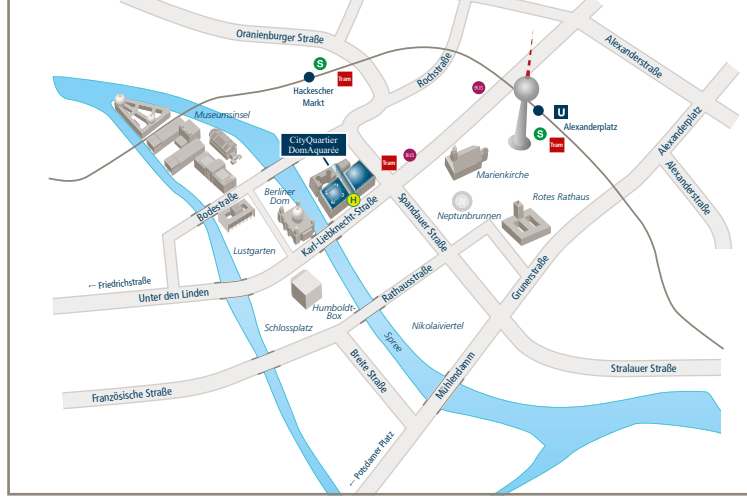 Oranienburger Straße
Alexanderstraße
Rochstraße
S
Tram
Hackescher
Markt
BUS
U
Alexanderplatz
S
Tram
Alexanderplatz
Museumsinsel
CityQuartier
DomAquarée
Tram
BUS
Marienkirche
Alexanderstraße
Bodestraße
Berliner
Dom
H
Karl-Liebknecht-Straße
Spandauer Straße
Neptunbrunnen
Rotes Rathaus
Lustgarten
← Friedrichstraße
Unter den Linden
Rathausstraße
Grunerstraße
Humboldt-
Box
Schlossplatz
Spree
Nikolaiviertel
Breite Straße
Mühlendamm
Stralauer Straße
Französische Straße
← Potsdamer Platz